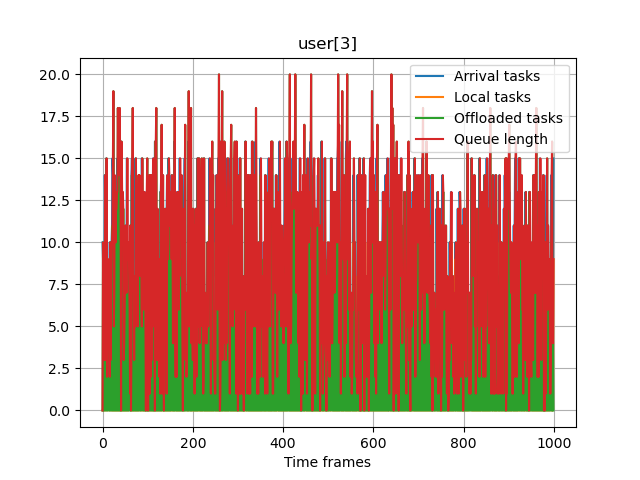 user[3]
20.0
17.5
15.0
12.5
10.0
7.5
5.0
2.5
0.0
Arrival tasks
Local tasks
Offloaded tasks
Queue length
0 200 400 600 800 1000
Time frames